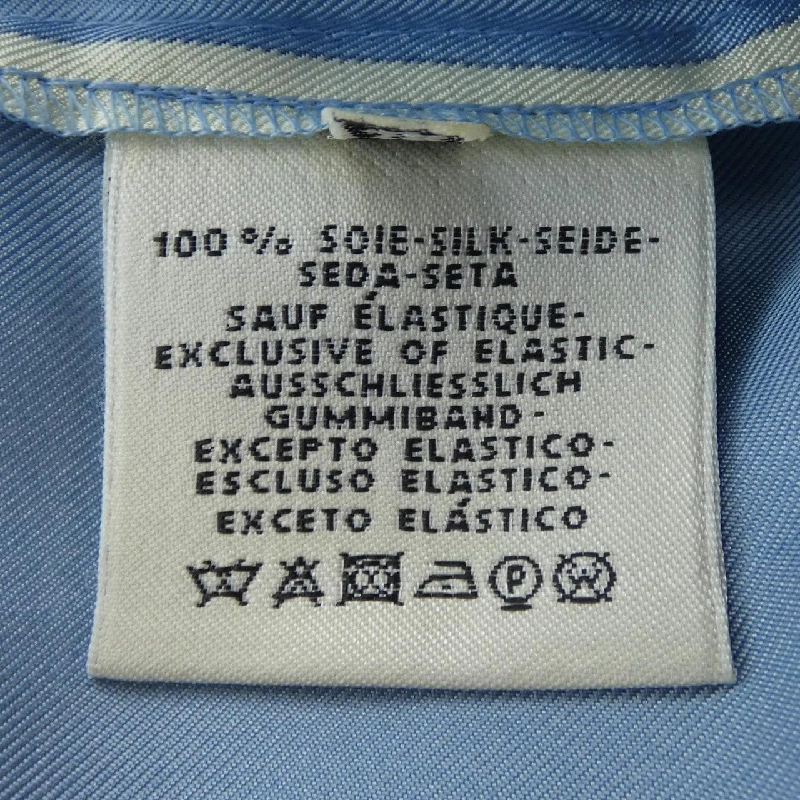 100% SOIE-SILK-SEIDE-
SEDA-SETA
SAUF ÉLASTIQUE-
EXCLUSIVE OF ELASTIC-
AUSSCHLIESSLICH
GUMMIBAND-
EXCEPTO ELASTICO-
ESCLUSO ELASTICO-
EXCETO ELÁSTICO
P W